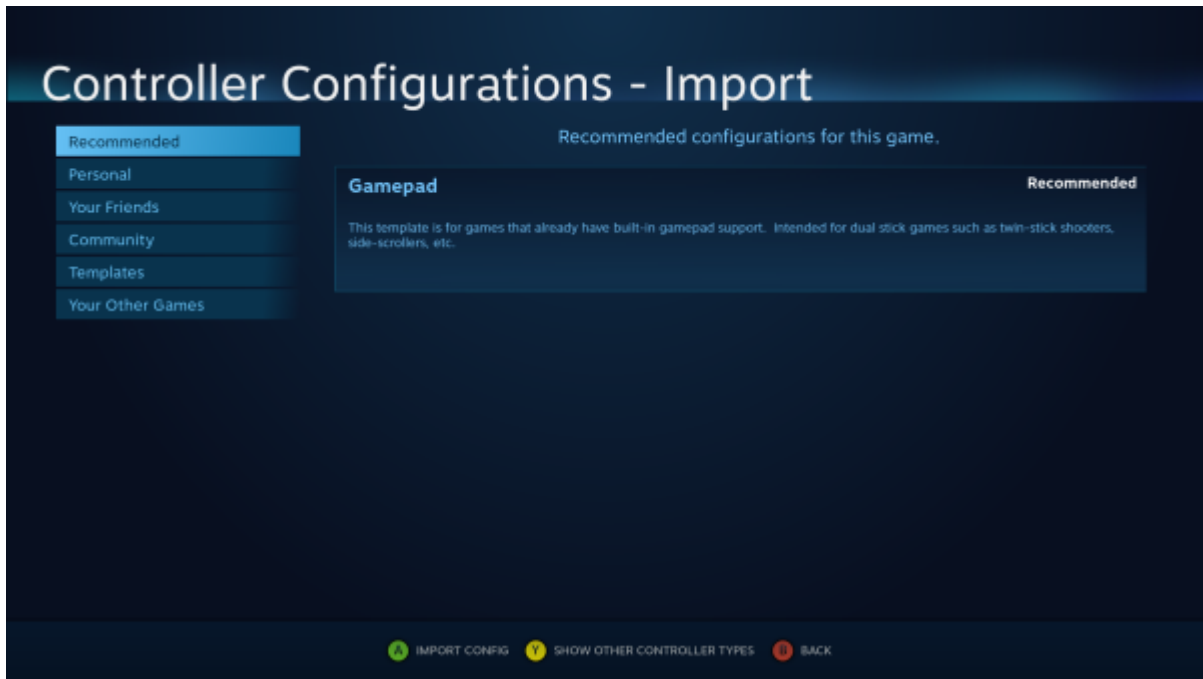 Controller Configurations - Import
Recommended
Personal
Your Friends
Community
Templates
Your Other Games
Recommended configurations for this game.
Gamepad
Recommended
This template is for games that already have built-in gamepad support. Intended for dual stick games such as twin-stick shooters,
side-scrollers, etc.
A IMPORT CONFIG Y SHOW OTHER CONTROLLER TYPES B BACK